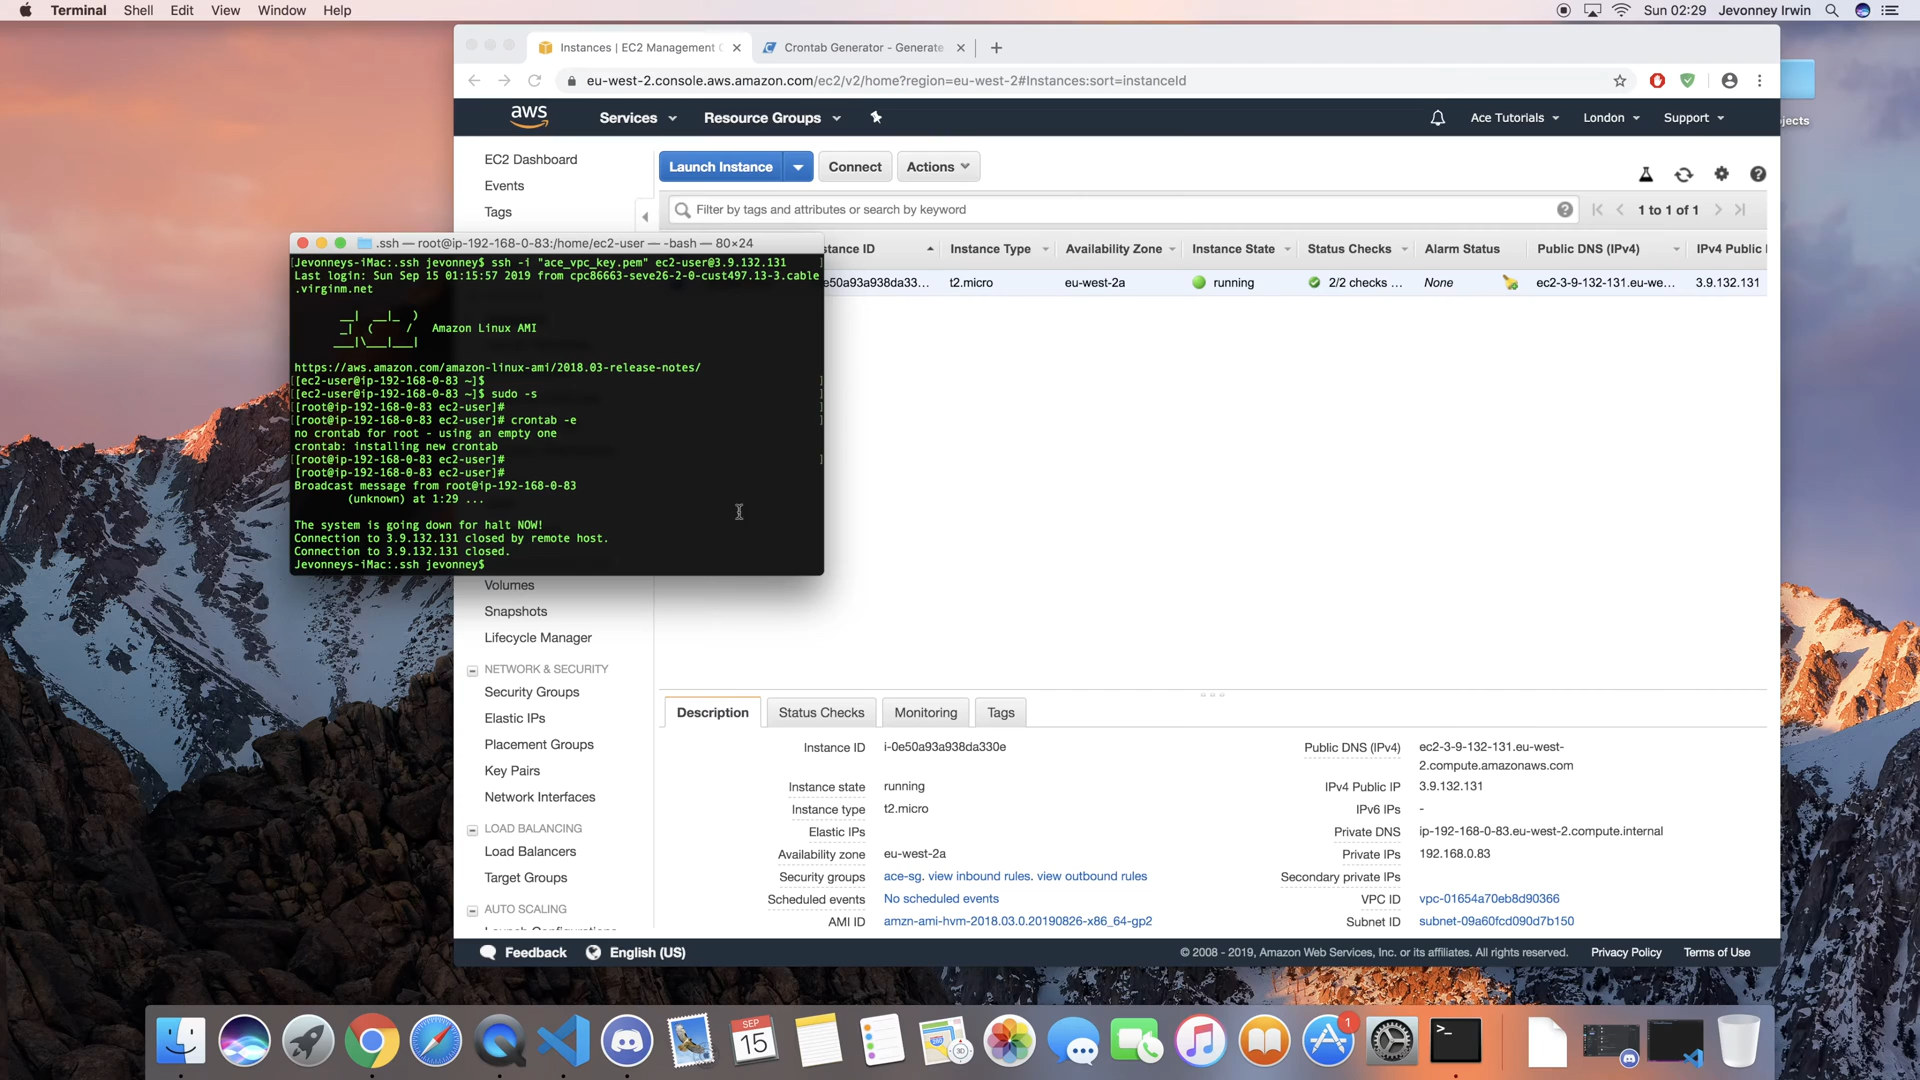 Terminal Shell Edit View Window Help
Sun 02:29 Jevonney Irwin
Instances | EC2 Management C
Crontab Generator - Generate
eu-west-2.console.aws.amazon.com/ec2/v2/home?region=eu-west-2#Instances:sort=instanceId
jects
aws Services Resource Groups
Ace Tutorials London Support
EC2 Dashboard
Events
Tags
Launch Instance Connect Actions
Filter by tags and attributes or search by keyword
1 to 1 of 1
stance ID Instance Type Availability Zone Instance State Status Checks Alarm Status Public DNS (IPv4) IPv4 Public I
e50a93a938da33... t2.micro eu-west-2a running 2/2 checks ... None ec2-3-9-132-131.eu-we... 3.9.132.131
.ssh — root@ip-192-168-0-83:/home/ec2-user — -bash — 80×24
[Jevonneys-iMac:.ssh jevonney$ ssh -i "ace_vpc_key.pem" ec2-user@3.9.132.131 ]
Last login: Sun Sep 15 01:15:57 2019 from cpc86663-seve26-2-0-cust497.13-3.cable
.virginm.net
__| __|_ )
_| ( / Amazon Linux AMI
___|\___|___|
https://aws.amazon.com/amazon-linux-ami/2018.03-release-notes/
[[ec2-user@ip-192-168-0-83 ~]$ ]
[[ec2-user@ip-192-168-0-83 ~]$ sudo -s ]
[[root@ip-192-168-0-83 ec2-user]# ]
[[root@ip-192-168-0-83 ec2-user]# crontab -e ]
no crontab for root - using an empty one
crontab: installing new crontab
[[root@ip-192-168-0-83 ec2-user]# ]
[root@ip-192-168-0-83 ec2-user]#
Broadcast message from root@ip-192-168-0-83
(unknown) at 1:29 ...
The system is going down for halt NOW!
Connection to 3.9.132.131 closed by remote host.
Connection to 3.9.132.131 closed.
Jevonneys-iMac:.ssh jevonney$
Volumes
Snapshots
Lifecycle Manager
NETWORK & SECURITY
Security Groups
Elastic IPs
Placement Groups
Key Pairs
Network Interfaces
LOAD BALANCING
Load Balancers
Target Groups
AUTO SCALING
Description Status Checks Monitoring Tags
Instance ID i-0e50a93a938da330e
Instance state running
Instance type t2.micro
Elastic IPs
Availability zone eu-west-2a
Security groups ace-sg. view inbound rules. view outbound rules
Scheduled events No scheduled events
AMI ID amzn-ami-hvm-2018.03.0.20190826-x86_64-gp2
Public DNS (IPv4) ec2-3-9-132-131.eu-west-
2.compute.amazonaws.com
IPv4 Public IP 3.9.132.131
IPv6 IPs -
Private DNS ip-192-168-0-83.eu-west-2.compute.internal
Private IPs 192.168.0.83
Secondary private IPs
VPC ID vpc-01654a70eb8d90366
Subnet ID subnet-09a60fcd090d7b150
Feedback English (US)
© 2008 - 2019, Amazon Web Services, Inc. or its affiliates. All rights reserved. Privacy Policy Terms of Use
SEP
15
1